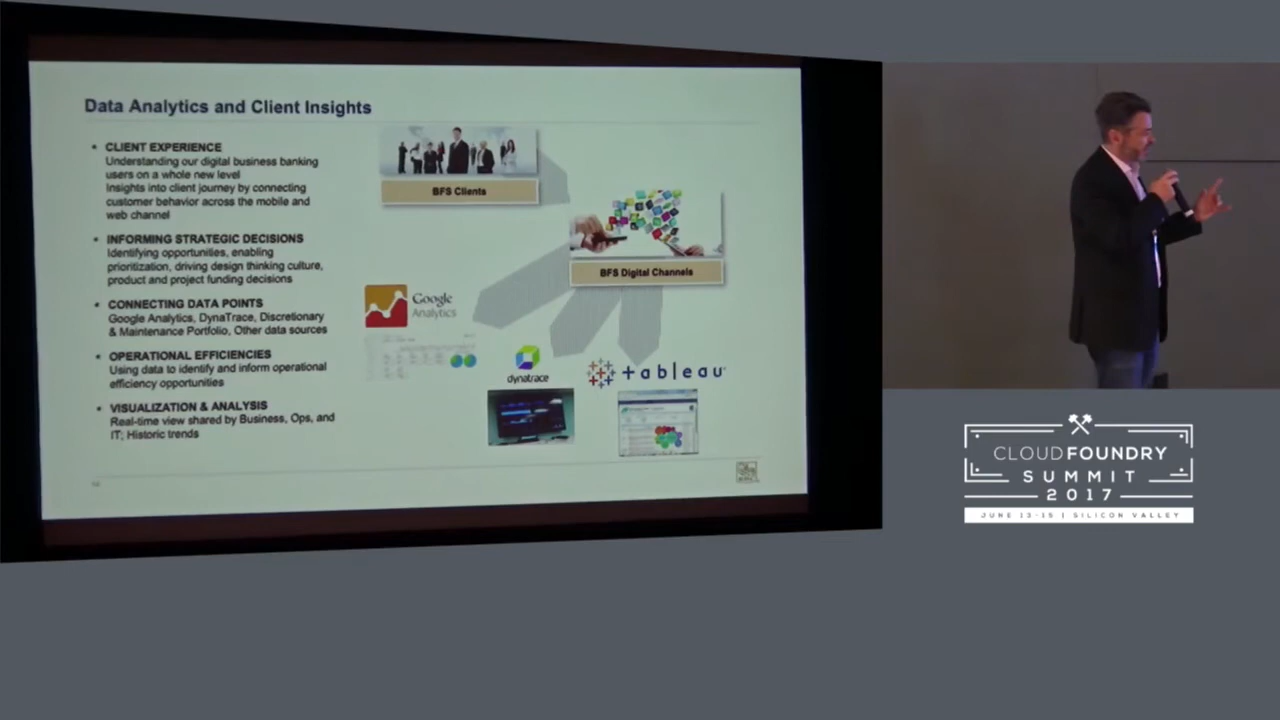 Data Analytics and Client Insights
• CLIENT EXPERIENCE
Understanding our digital business banking
users on a whole new level
Insights into client journey by connecting
customer behavior across the mobile and
web channel
• INFORMING STRATEGIC DECISIONS
Identifying opportunities, enabling
prioritization, driving design thinking culture,
product and project funding decisions
• CONNECTING DATA POINTS
Google Analytics, DynaTrace, Discretionary
& Maintenance Portfolio, Other data sources
• OPERATIONAL EFFICIENCIES
Using data to identify and inform operational
efficiency opportunities
• VISUALIZATION & ANALYSIS
Real-time view shared by Business, Ops, and
IT; Historic trends
BFS Clients
BFS Digital Channels
Google
Analytics
dynatrace
+ableau
CLOUDFOUNDRY
SUMMIT
2017
JUNE 13-15 | SILICON VALLEY